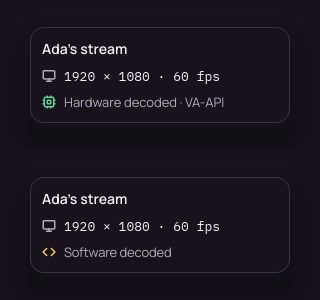 Ada's stream
1920 × 1080 · 60 fps
Hardware decoded · VA-API
Ada's stream
1920 × 1080 · 60 fps
Software decoded